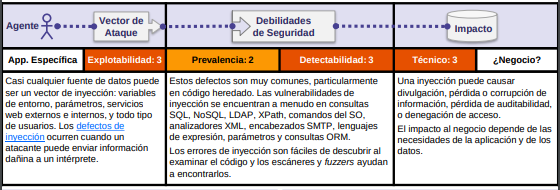 Agente
Vector de
Ataque
Debilidades
de Seguridad
Impacto
App. Específica
Explotabilidad: 3
Prevalencia: 2
Detectabilidad: 3
Técnico: 3
¿Negocio?
Casi cualquier fuente de datos puede
ser un vector de inyección: variables
de entorno, parámetros, servicios
web externos e internos, y todo tipo
de usuarios. Los defectos de
inyección ocurren cuando un
atacante puede enviar información
dañina a un intérprete.
Estos defectos son muy comunes, particularmente
en código heredado. Las vulnerabilidades de
inyección se encuentran a menudo en consultas
SQL, NoSQL, LDAP, XPath, comandos del SO,
analizadores XML, encabezados SMTP, lenguajes
de expresión, parámetros y consultas ORM.
Los errores de inyección son fáciles de descubrir al
examinar el código y los escáneres y fuzzers ayudan
a encontrarlos.
Una inyección puede causar
divulgación, pérdida o corrupción de
información, pérdida de auditabilidad,
o denegación de acceso.
El impacto al negocio depende de las
necesidades de la aplicación y de los
datos.